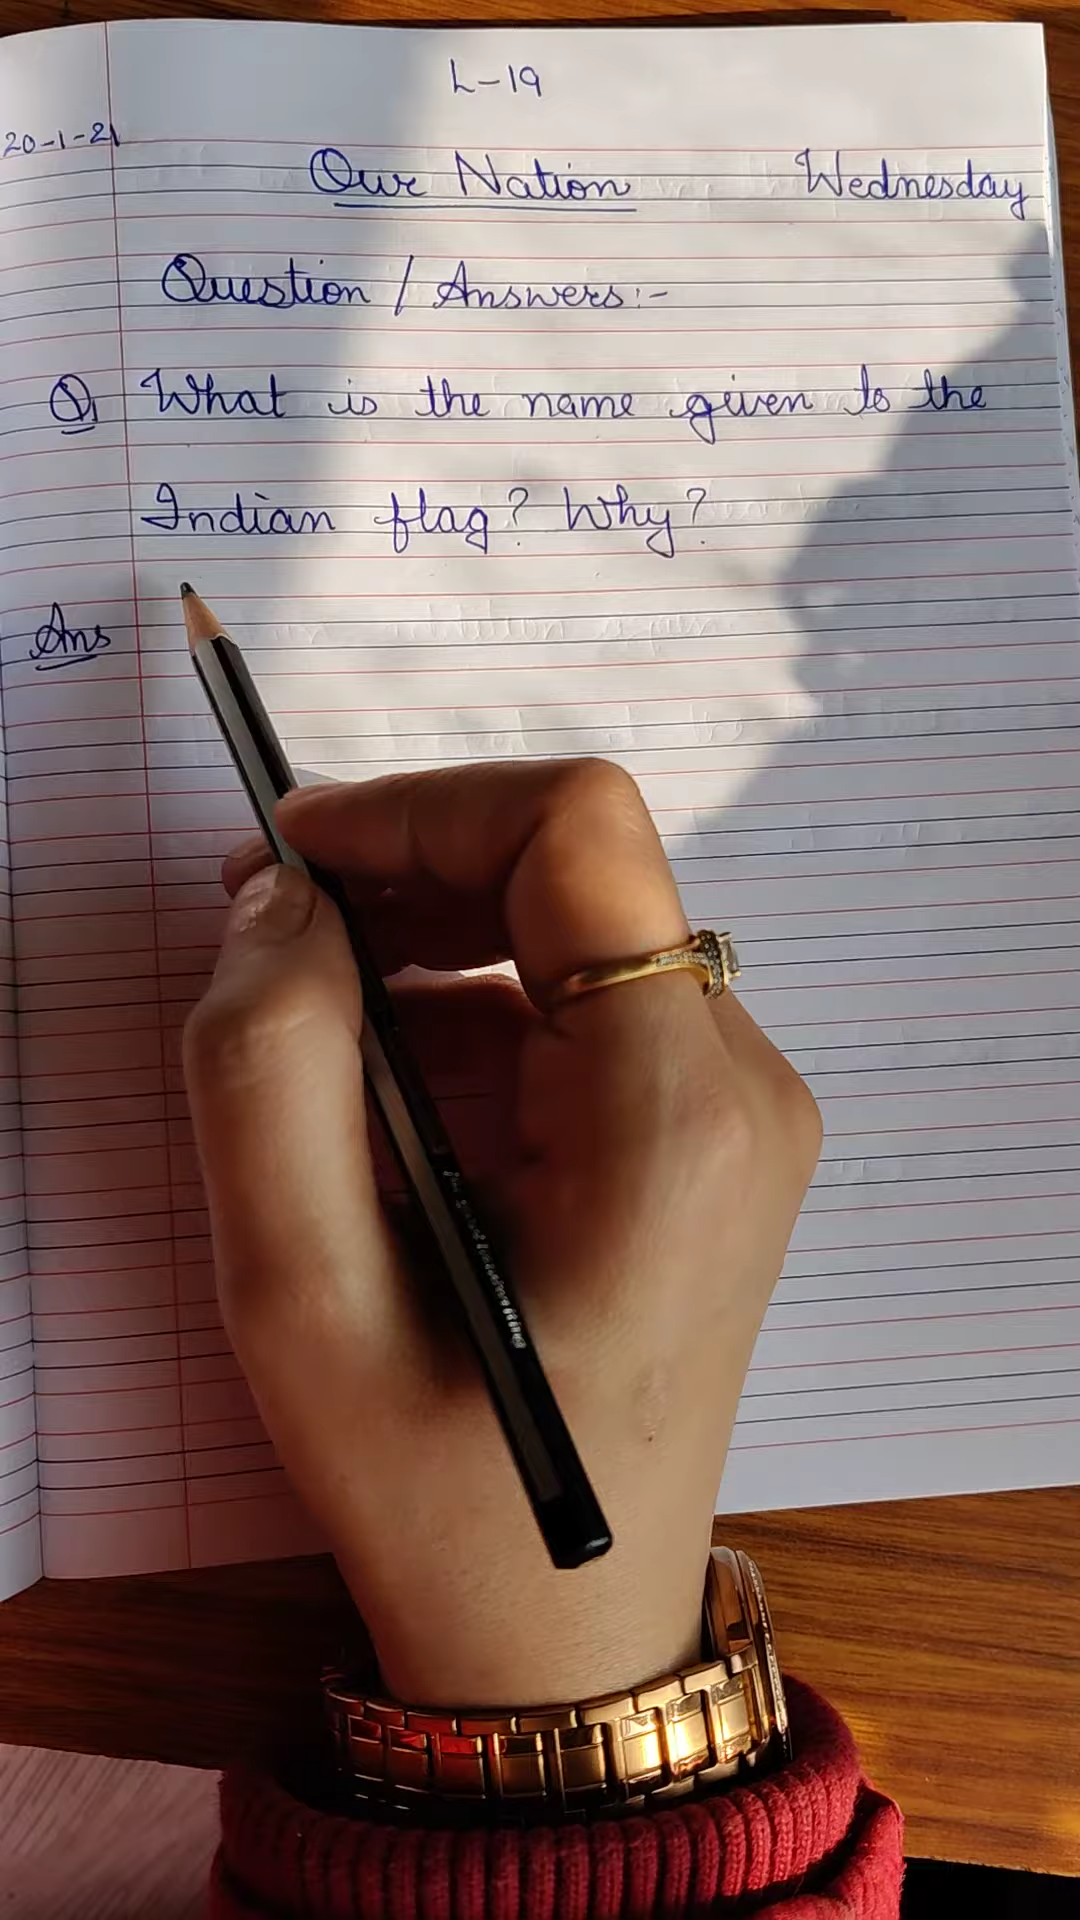 L-19
20-1-21
Our Nation Wednesday
Question / Answers:-
Q1 What is the name given to the
Indian flag? Why?
Ans